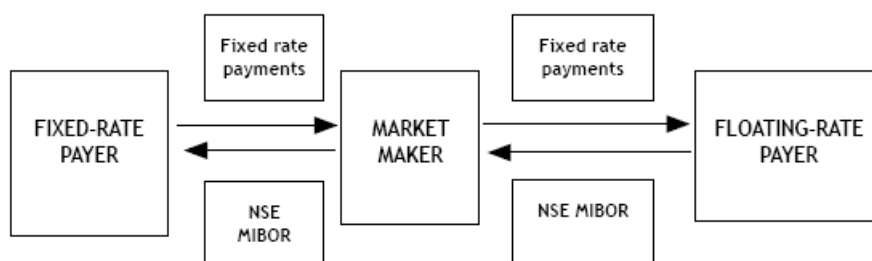 Fixed rate
payments
Fixed rate
payments
FIXED-RATE
PAYER
MARKET
MAKER
FLOATING-RATE
PAYER
NSE
MIBOR
NSE MIBOR